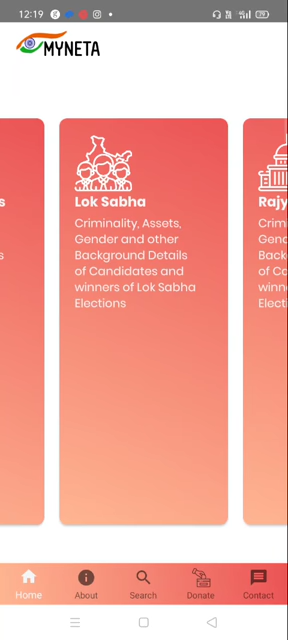 12:19
MYNETA
s
s
Lok Sabha
Criminality, Assets,
Gender and other
Background Details
of Candidates and
winners of Lok Sabha
Elections
Rajy
Crim
Gend
Back
of Ca
winne
Electi
Home
About
Search
Donate
Contact